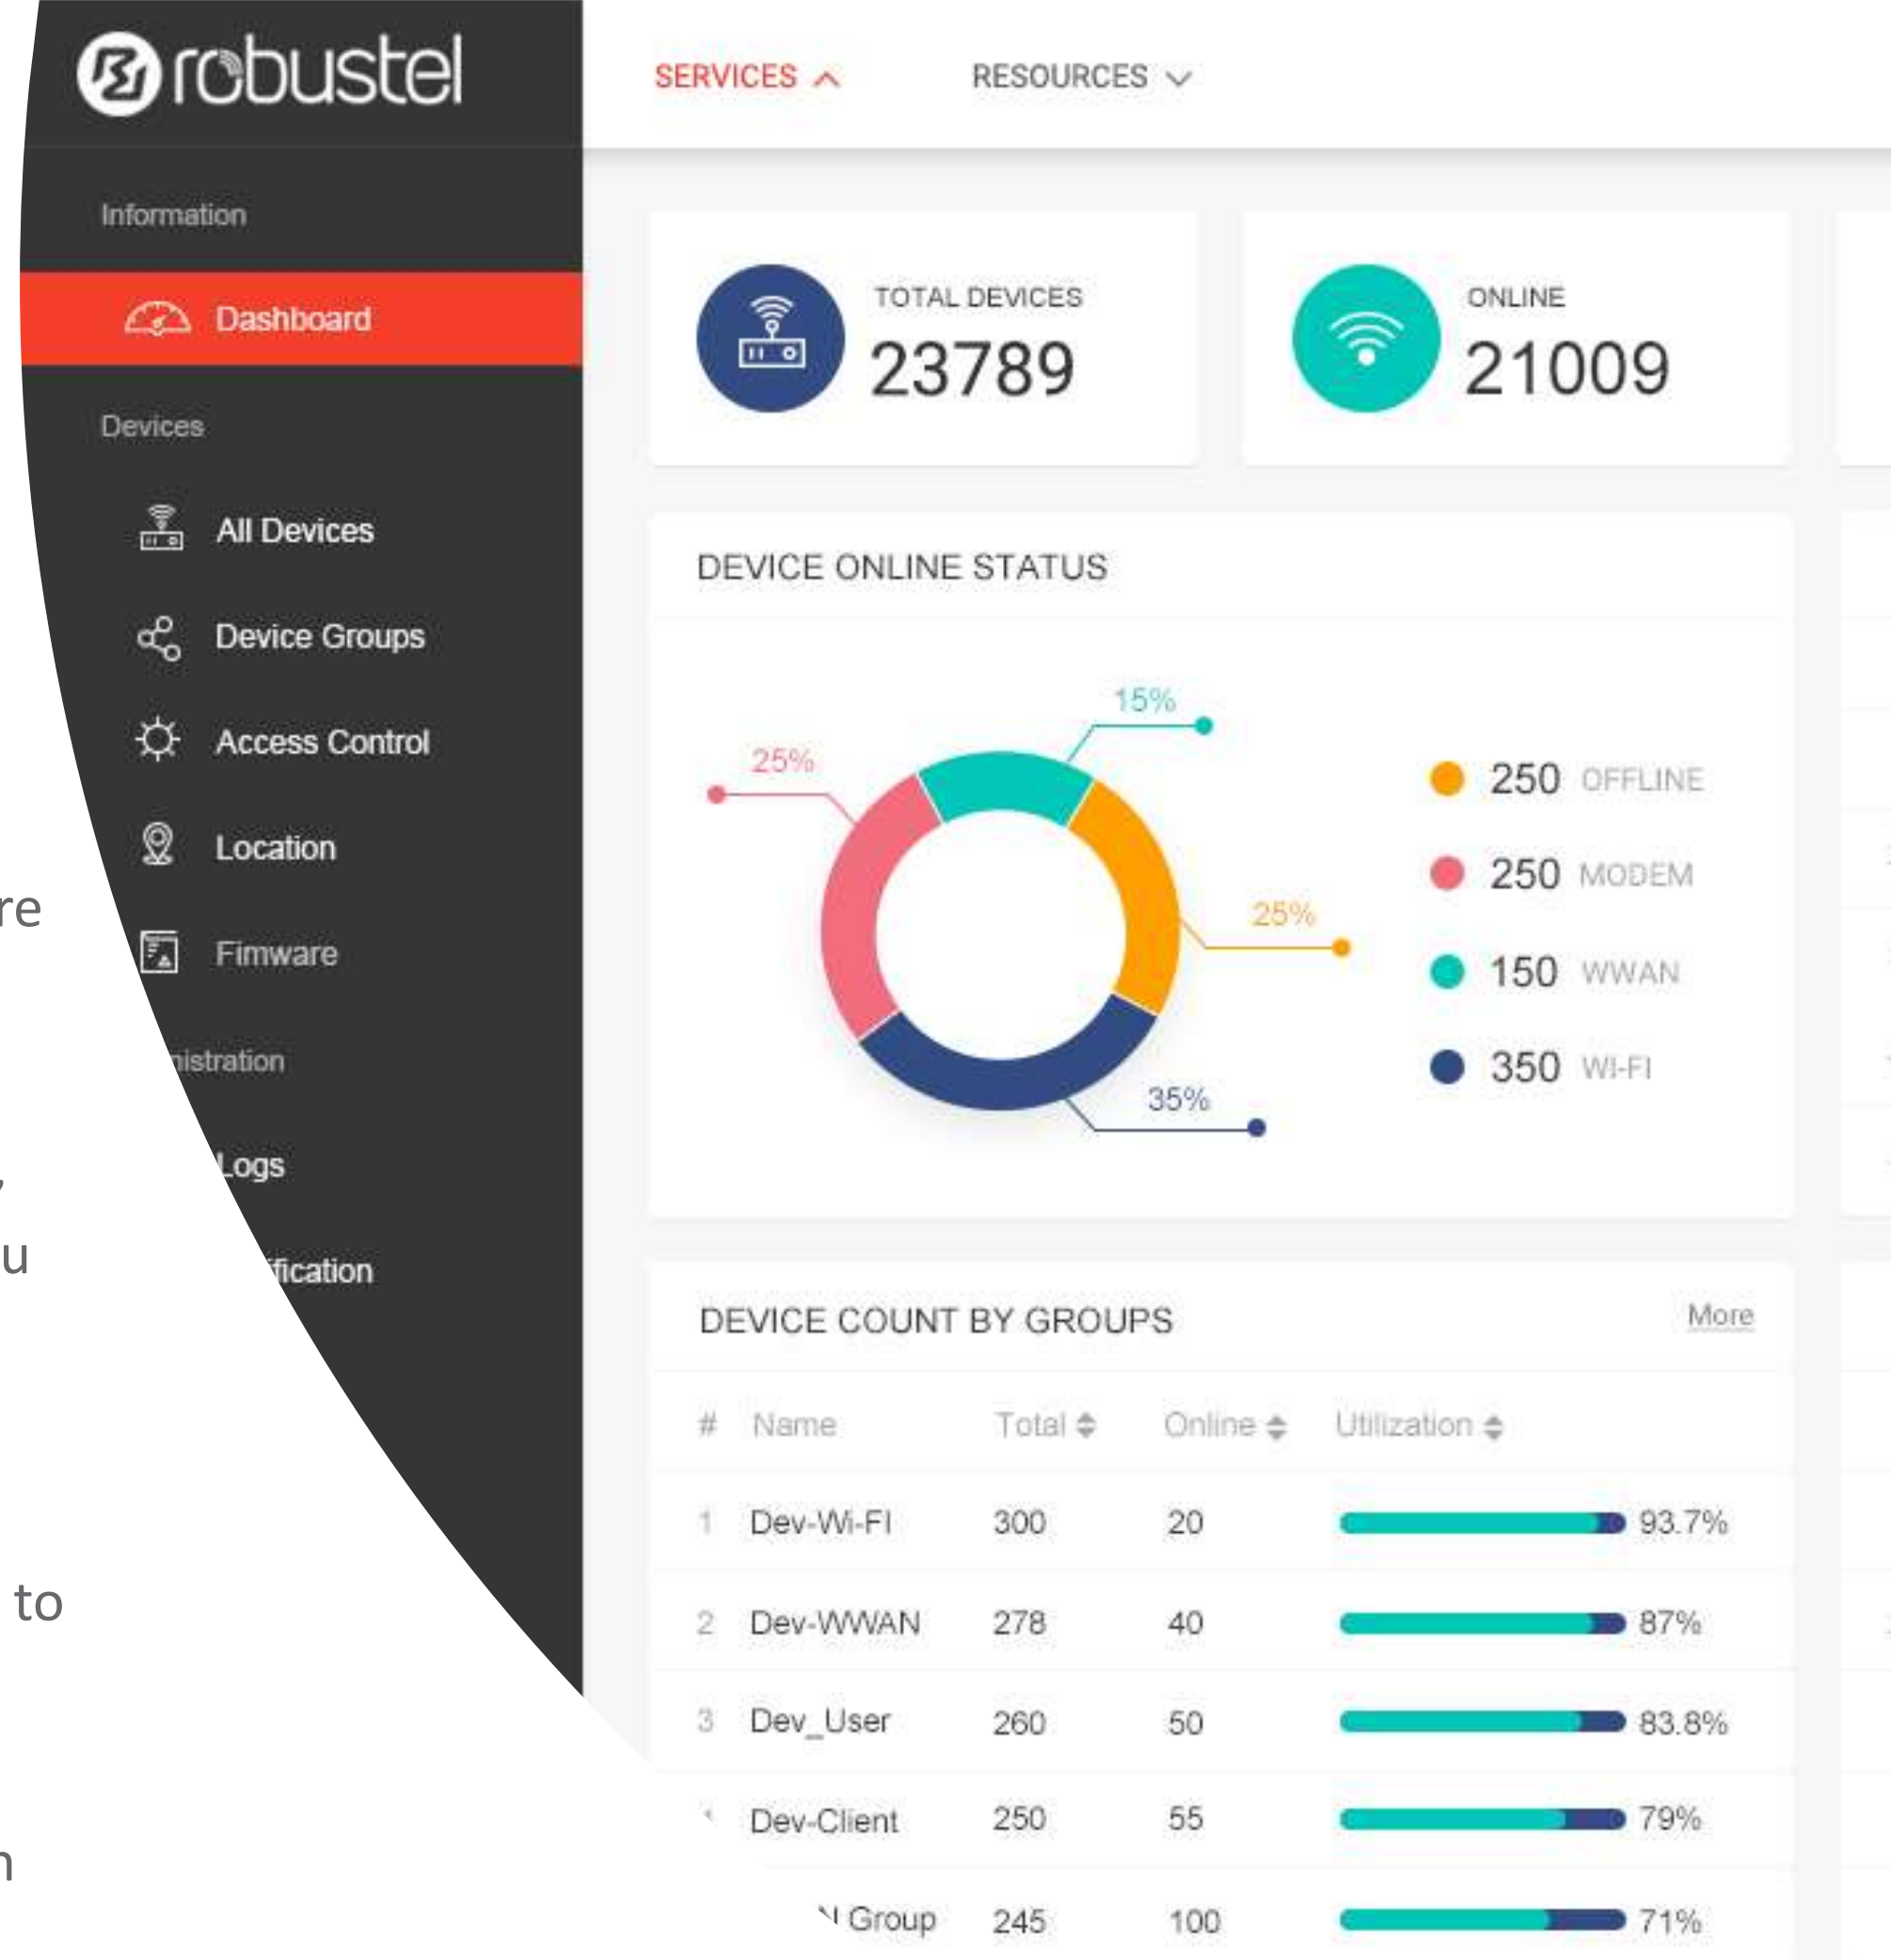 robustel
SERVICES
RESOURCES
Information
Dashboard
Devices
All Devices
Device Groups
Access Control
Location
Fimware
Logs
TOTAL DEVICES
23789
ONLINE
21009
DEVICE ONLINE STATUS
15%
25%
25%
35%
250 OFFLINE
250 MODEM
150 WWAN
350 WI-FI
DEVICE COUNT BY GROUPS
More
# Name Total Online Utilization
1 Dev-Wi-FI 300 20 93.7%
2 Dev-WWAN 278 40 87%
3 Dev_User 260 50 83.8%
Dev-Client 250 55 79%
Group 245 100 71%
to